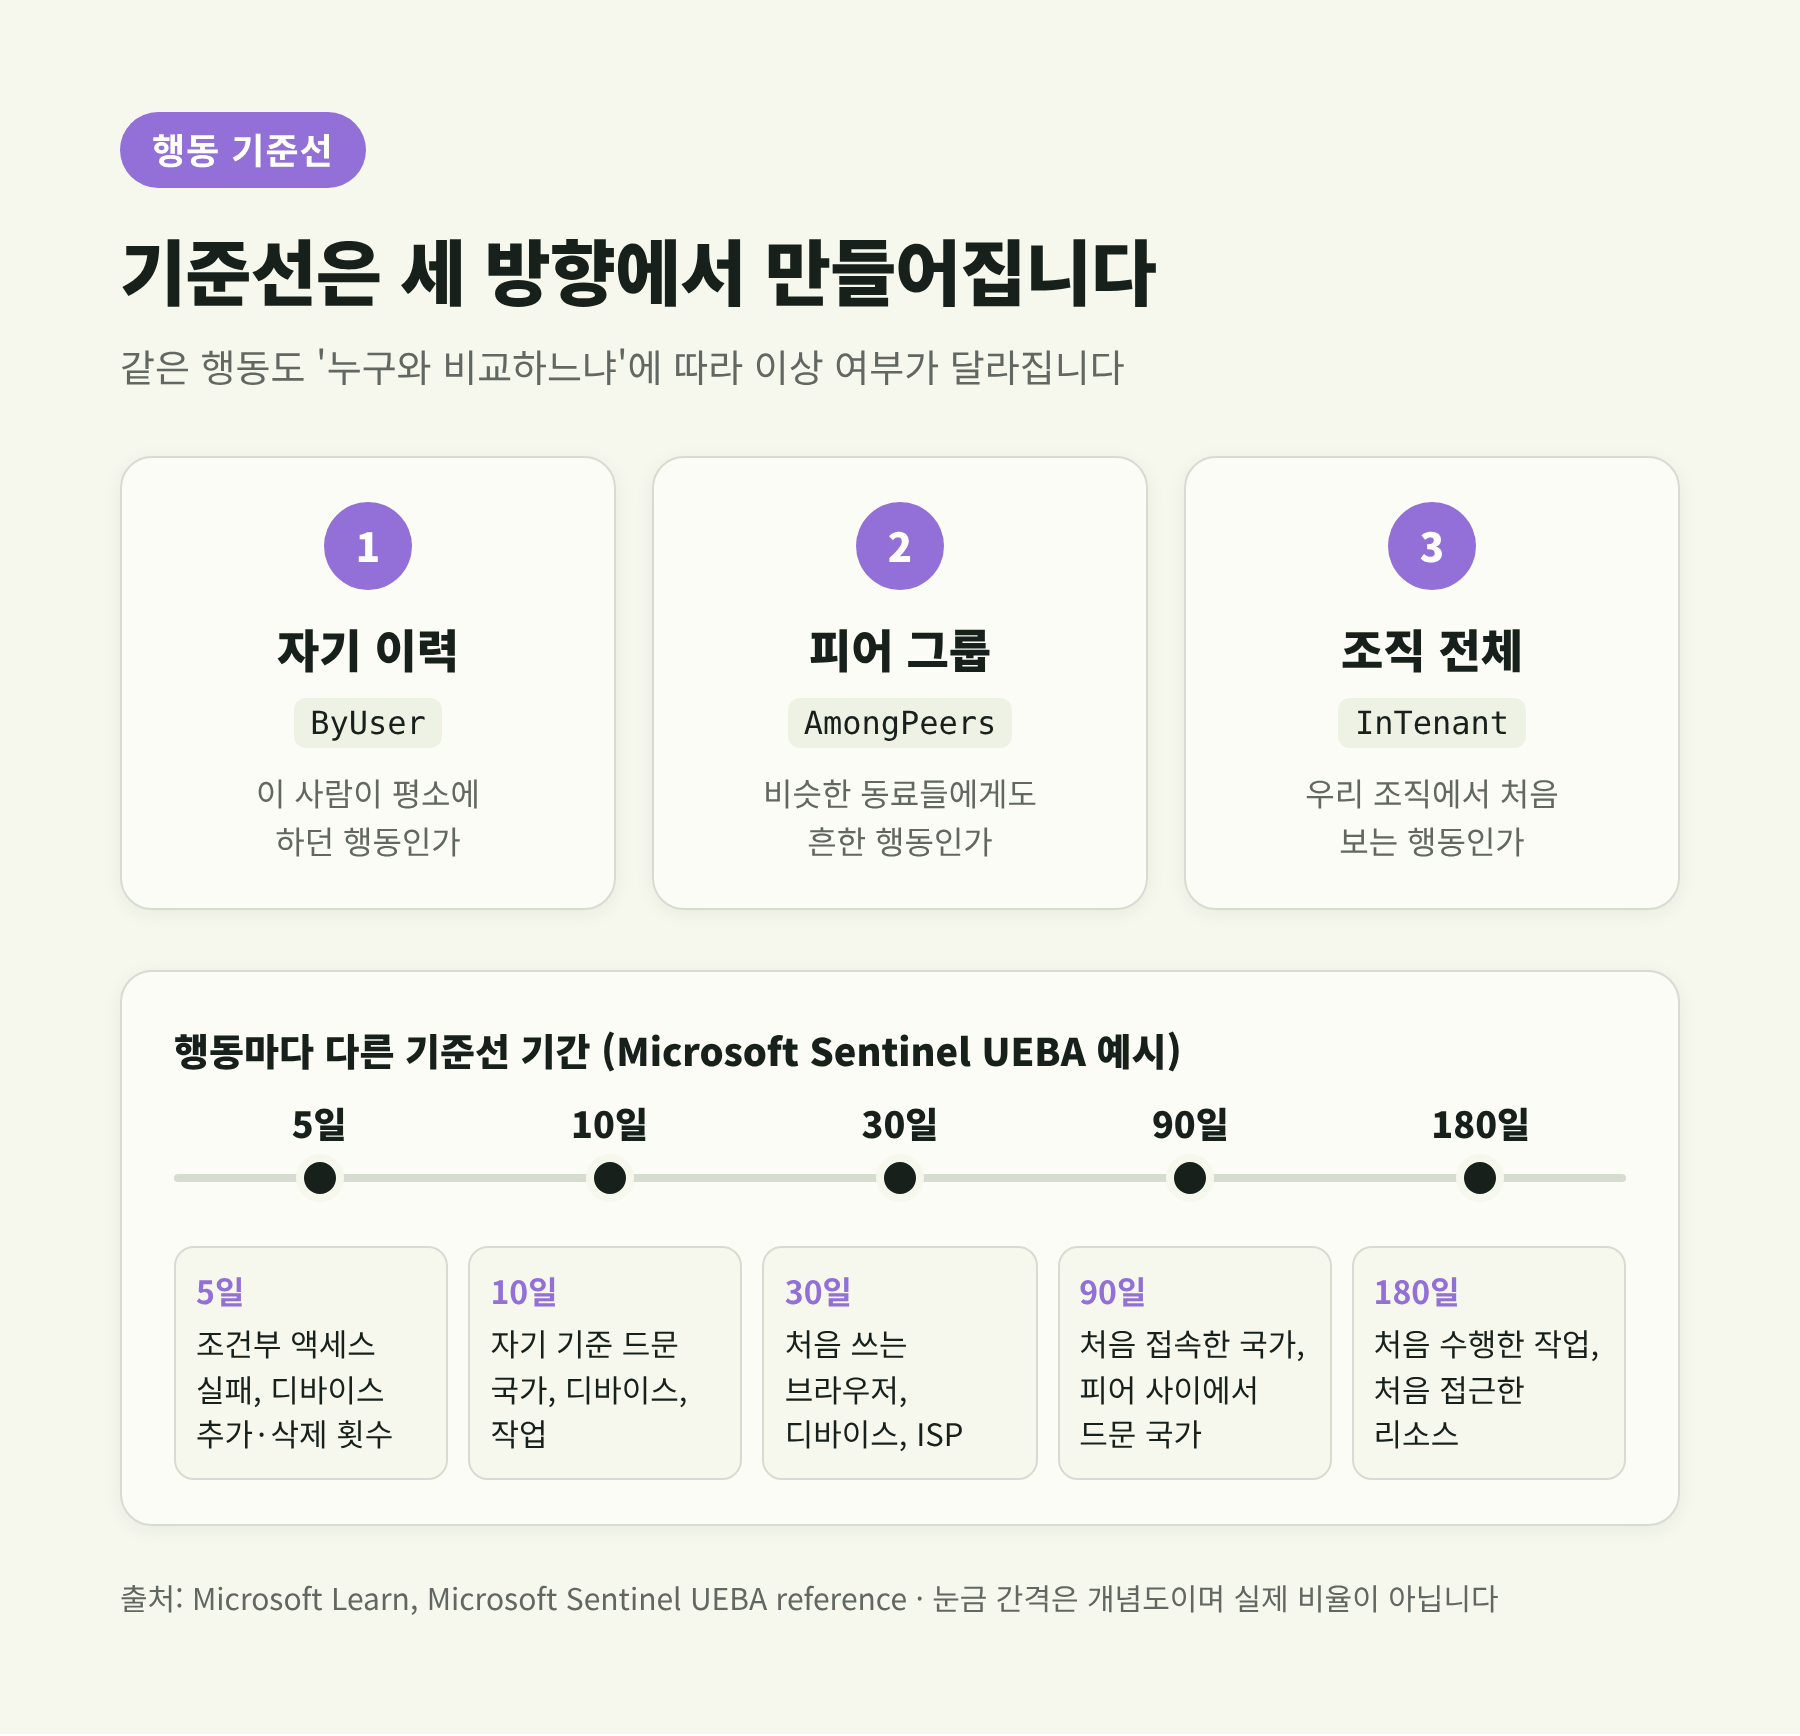 행동 기준선
기준선은 세 방향에서 만들어집니다
같은 행동도 '누구와 비교하느냐'에 따라 이상 여부가 달라집니다
1
자기 이력
ByUser
이 사람이 평소에
하던 행동인가
2
피어 그룹
AmongPeers
비슷한 동료들에게도
흔한 행동인가
3
조직 전체
InTenant
우리 조직에서 처음
보는 행동인가
행동마다 다른 기준선 기간 (Microsoft Sentinel UEBA 예시)
5일
10일
30일
90일
180일
5일
조건부 액세스
실패, 디바이스
추가·삭제 횟수
10일
자기 기준 드문
국가, 디바이스,
작업
30일
처음 쓰는
브라우저,
디바이스, ISP
90일
처음 접속한 국가,
피어 사이에서
드문 국가
180일
처음 수행한 작업,
처음 접근한
리소스
출처: Microsoft Learn, Microsoft Sentinel UEBA reference · 눈금 간격은 개념도이며 실제 비율이 아닙니다